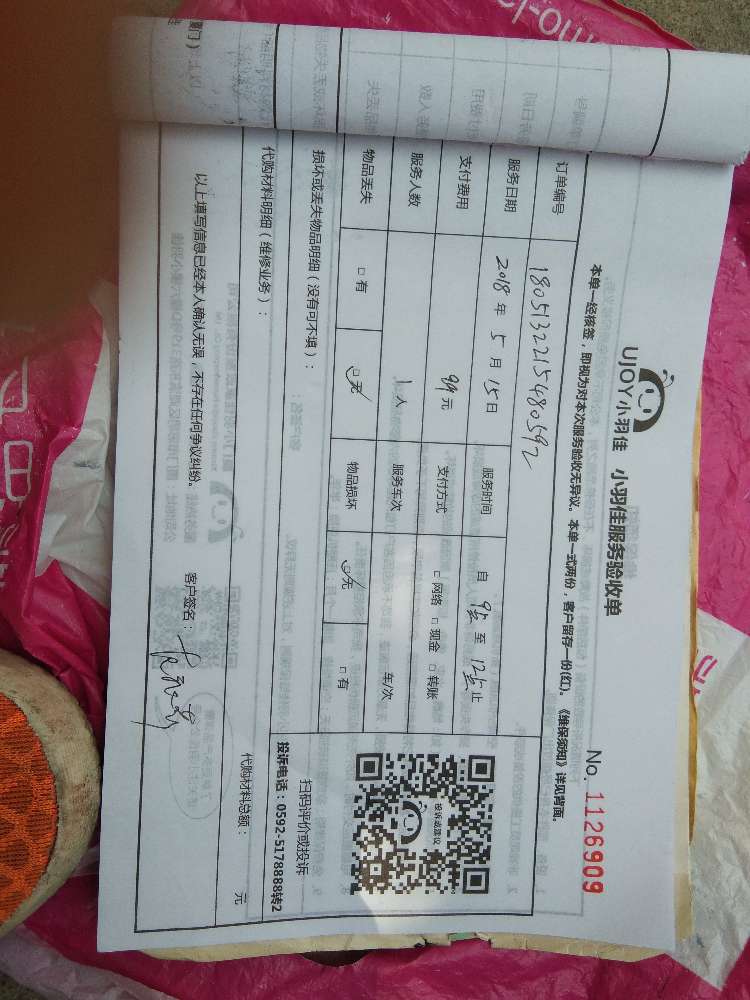 UJOY小羽佳 小羽佳服务验收单
No. 1126909
本单一经核签，即视为对本次服务验收无异议。本单一式两份，客户留存一份(红)。《维保须知》详见背面。
订单编号 180513221548059​2
服务日期 2018 年 5 月 15 日 服务时间 自 9点 至 12点 止
支付费用 99 元 支付方式 □ 网络 □ 现金 □ 转账
服务人数 1 人 服务车次 车/次
物品丢失 □ 有 □ 无 物品损坏 □ 无 □ 有
投诉或建议
扫码评价或投诉
投诉电话：0592-5178888转2
损坏或丢失物品明细（没有可不填）：
代购材料明细（维修业务）：
代购材料总额： 元
以上填写信息已经本人确认无误，不存在任何争议纠纷。
客户签名：